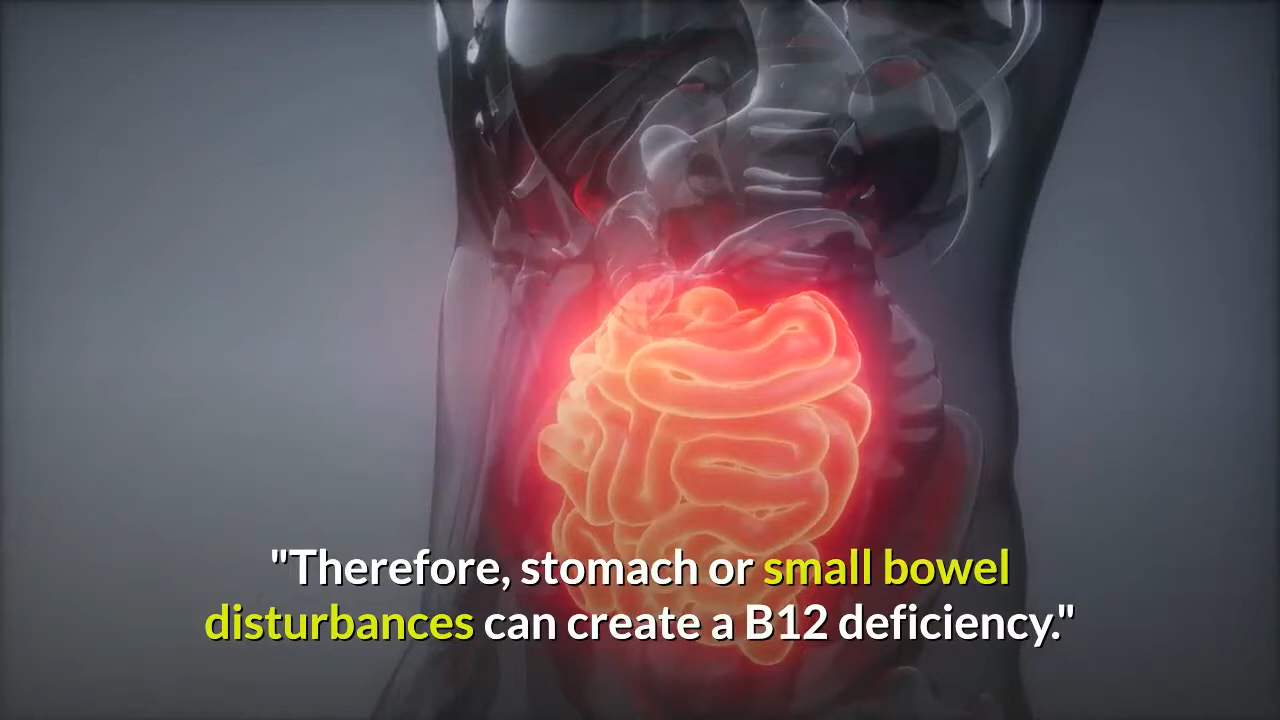 "Therefore, stomach or small bowel
disturbances can create a B12 deficiency."